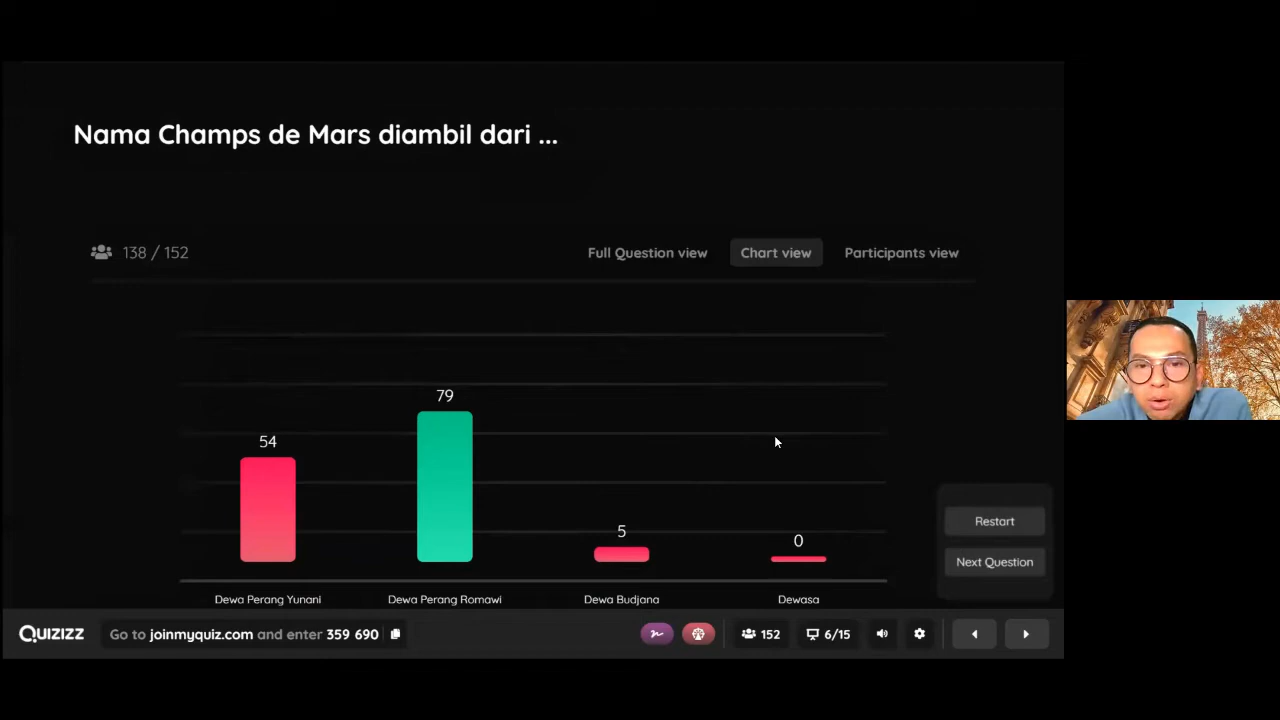 Nama Champs de Mars diambil dari ...
138 / 152
Full Question view Chart view Participants view
54
79
5
0
Dewa Perang Yunani Dewa Perang Romawi Dewa Budjana Dewasa
Restart
Next Question
QUIZIZZ Go to joinmyquiz.com and enter 359 690 152 6/15